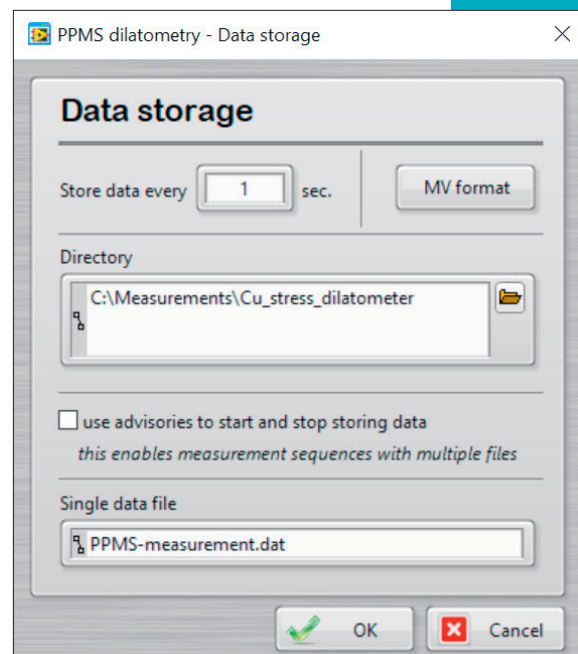 PPMS dilatometry - Data storage
Data storage
Store data every 1 sec. MV format
Directory
C:\Measurements\Cu_stress_dilatometer
use advisories to start and stop storing data
this enables measurement sequences with multiple files
Single data file
PPMS-measurement.dat
OK Cancel